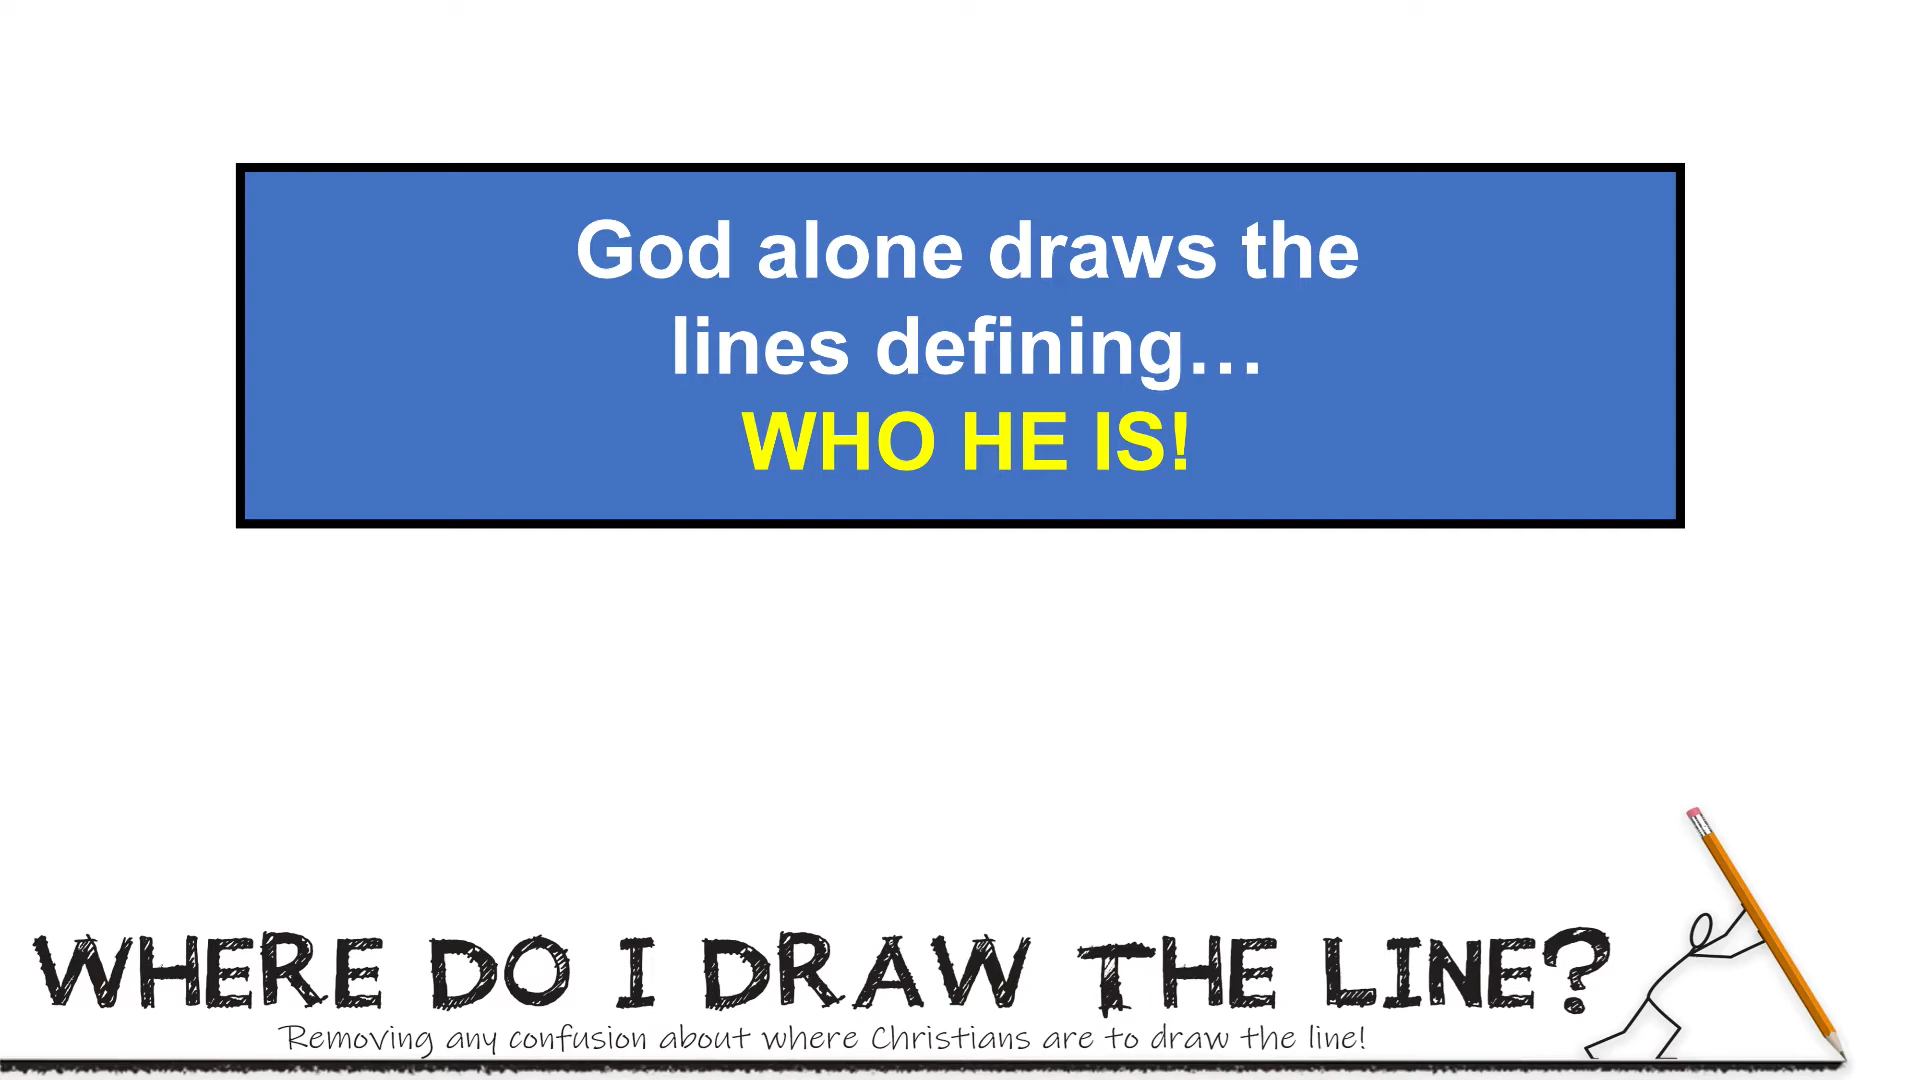 God alone draws the
lines defining…
WHO HE IS!
WHERE DO I DRAW THE LINE?
Removing any confusion about where Christians are to draw the line!